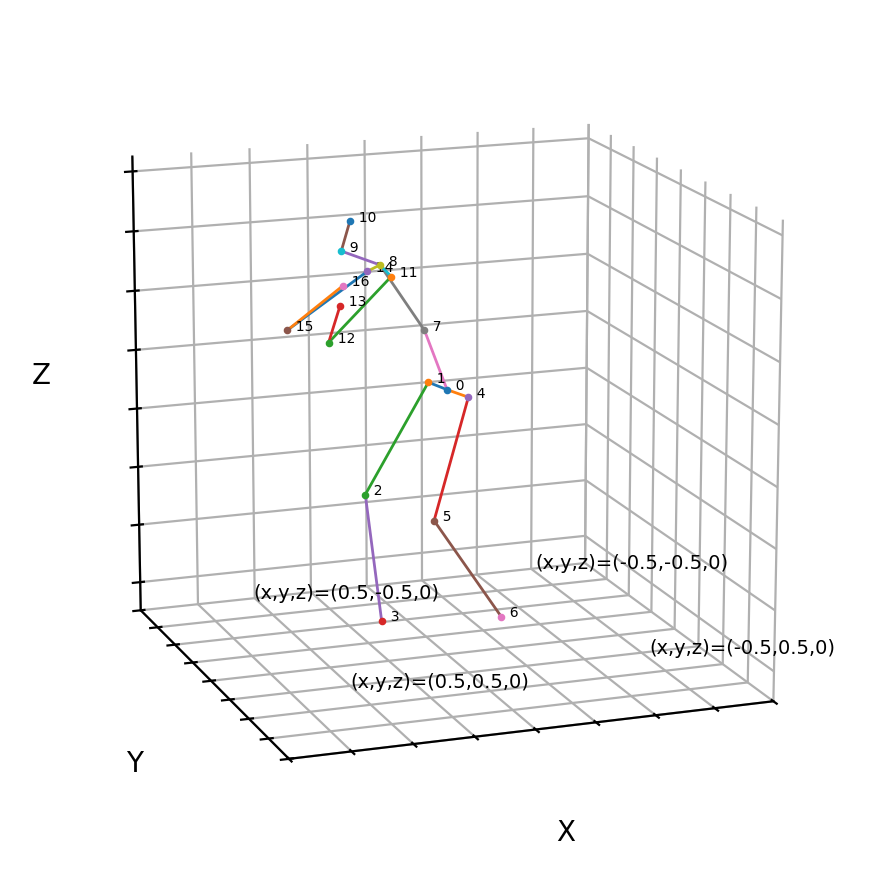 10
9
8
14
11
16
13
15
7
12
Z
1
0
4
2
5
(x,y,z)=(-0.5,-0.5,0)
(x,y,z)=(0.5,-0.5,0)
3
6
(x,y,z)=(-0.5,0.5,0)
(x,y,z)=(0.5,0.5,0)
Y
X